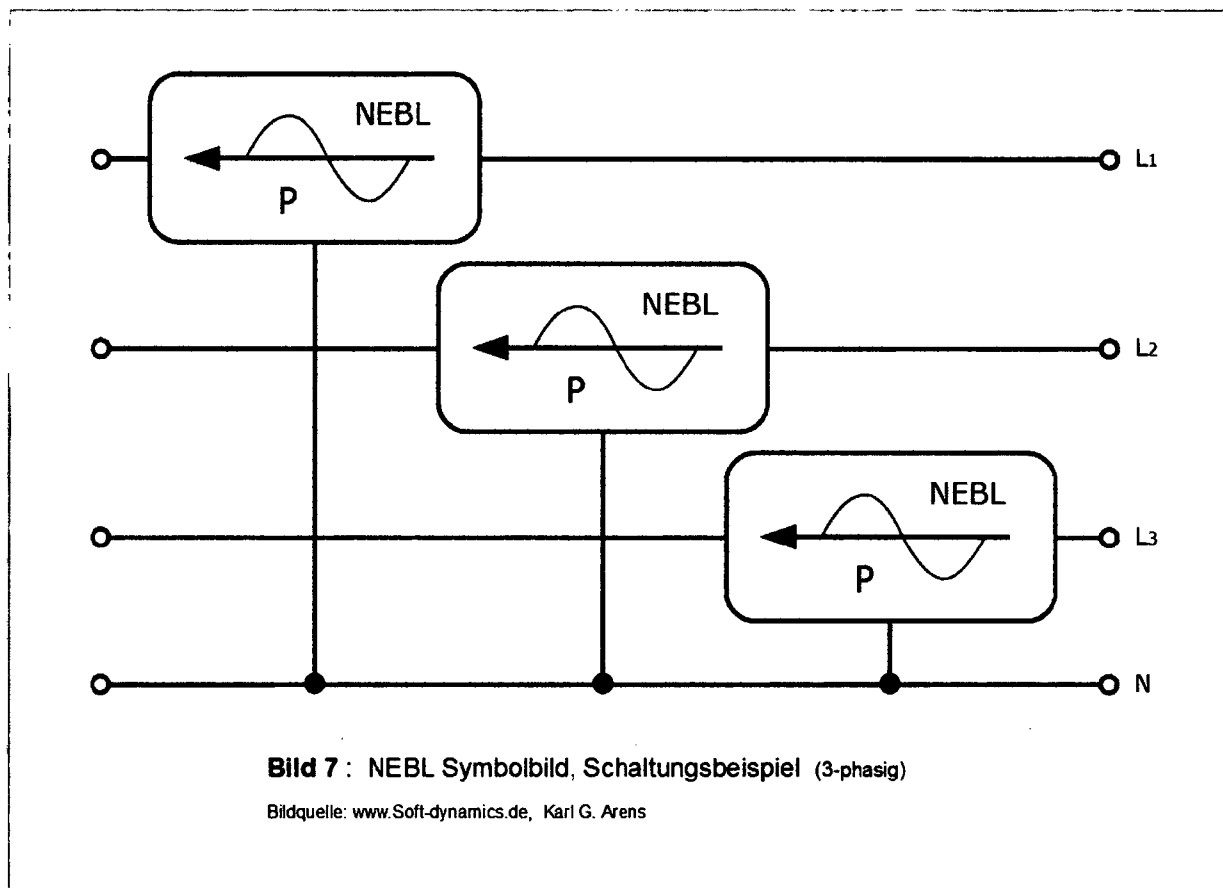 NEBL
P
L1
NEBL
P
L2
NEBL
P
L3
N
Bild 7 : NEBL Symbolbild, Schaltungsbeispiel (3-phasig)
Bildquelle: www.Soft-dynamics.de, Karl G. Arens